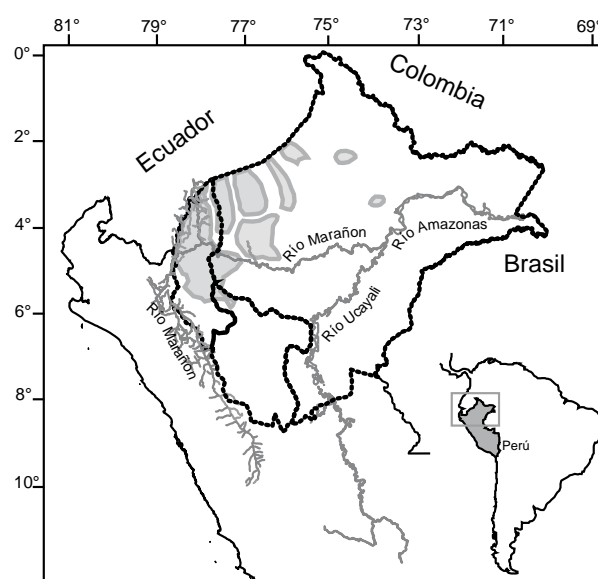 81° 79° 77° 75° 73° 71° 69°
0°
Colombia
Ecuador
2°
4°
Río Marañon
Río Amazonas
Brasil
6°
Río Marañon
Río Ucayali
8°
Perú
10°